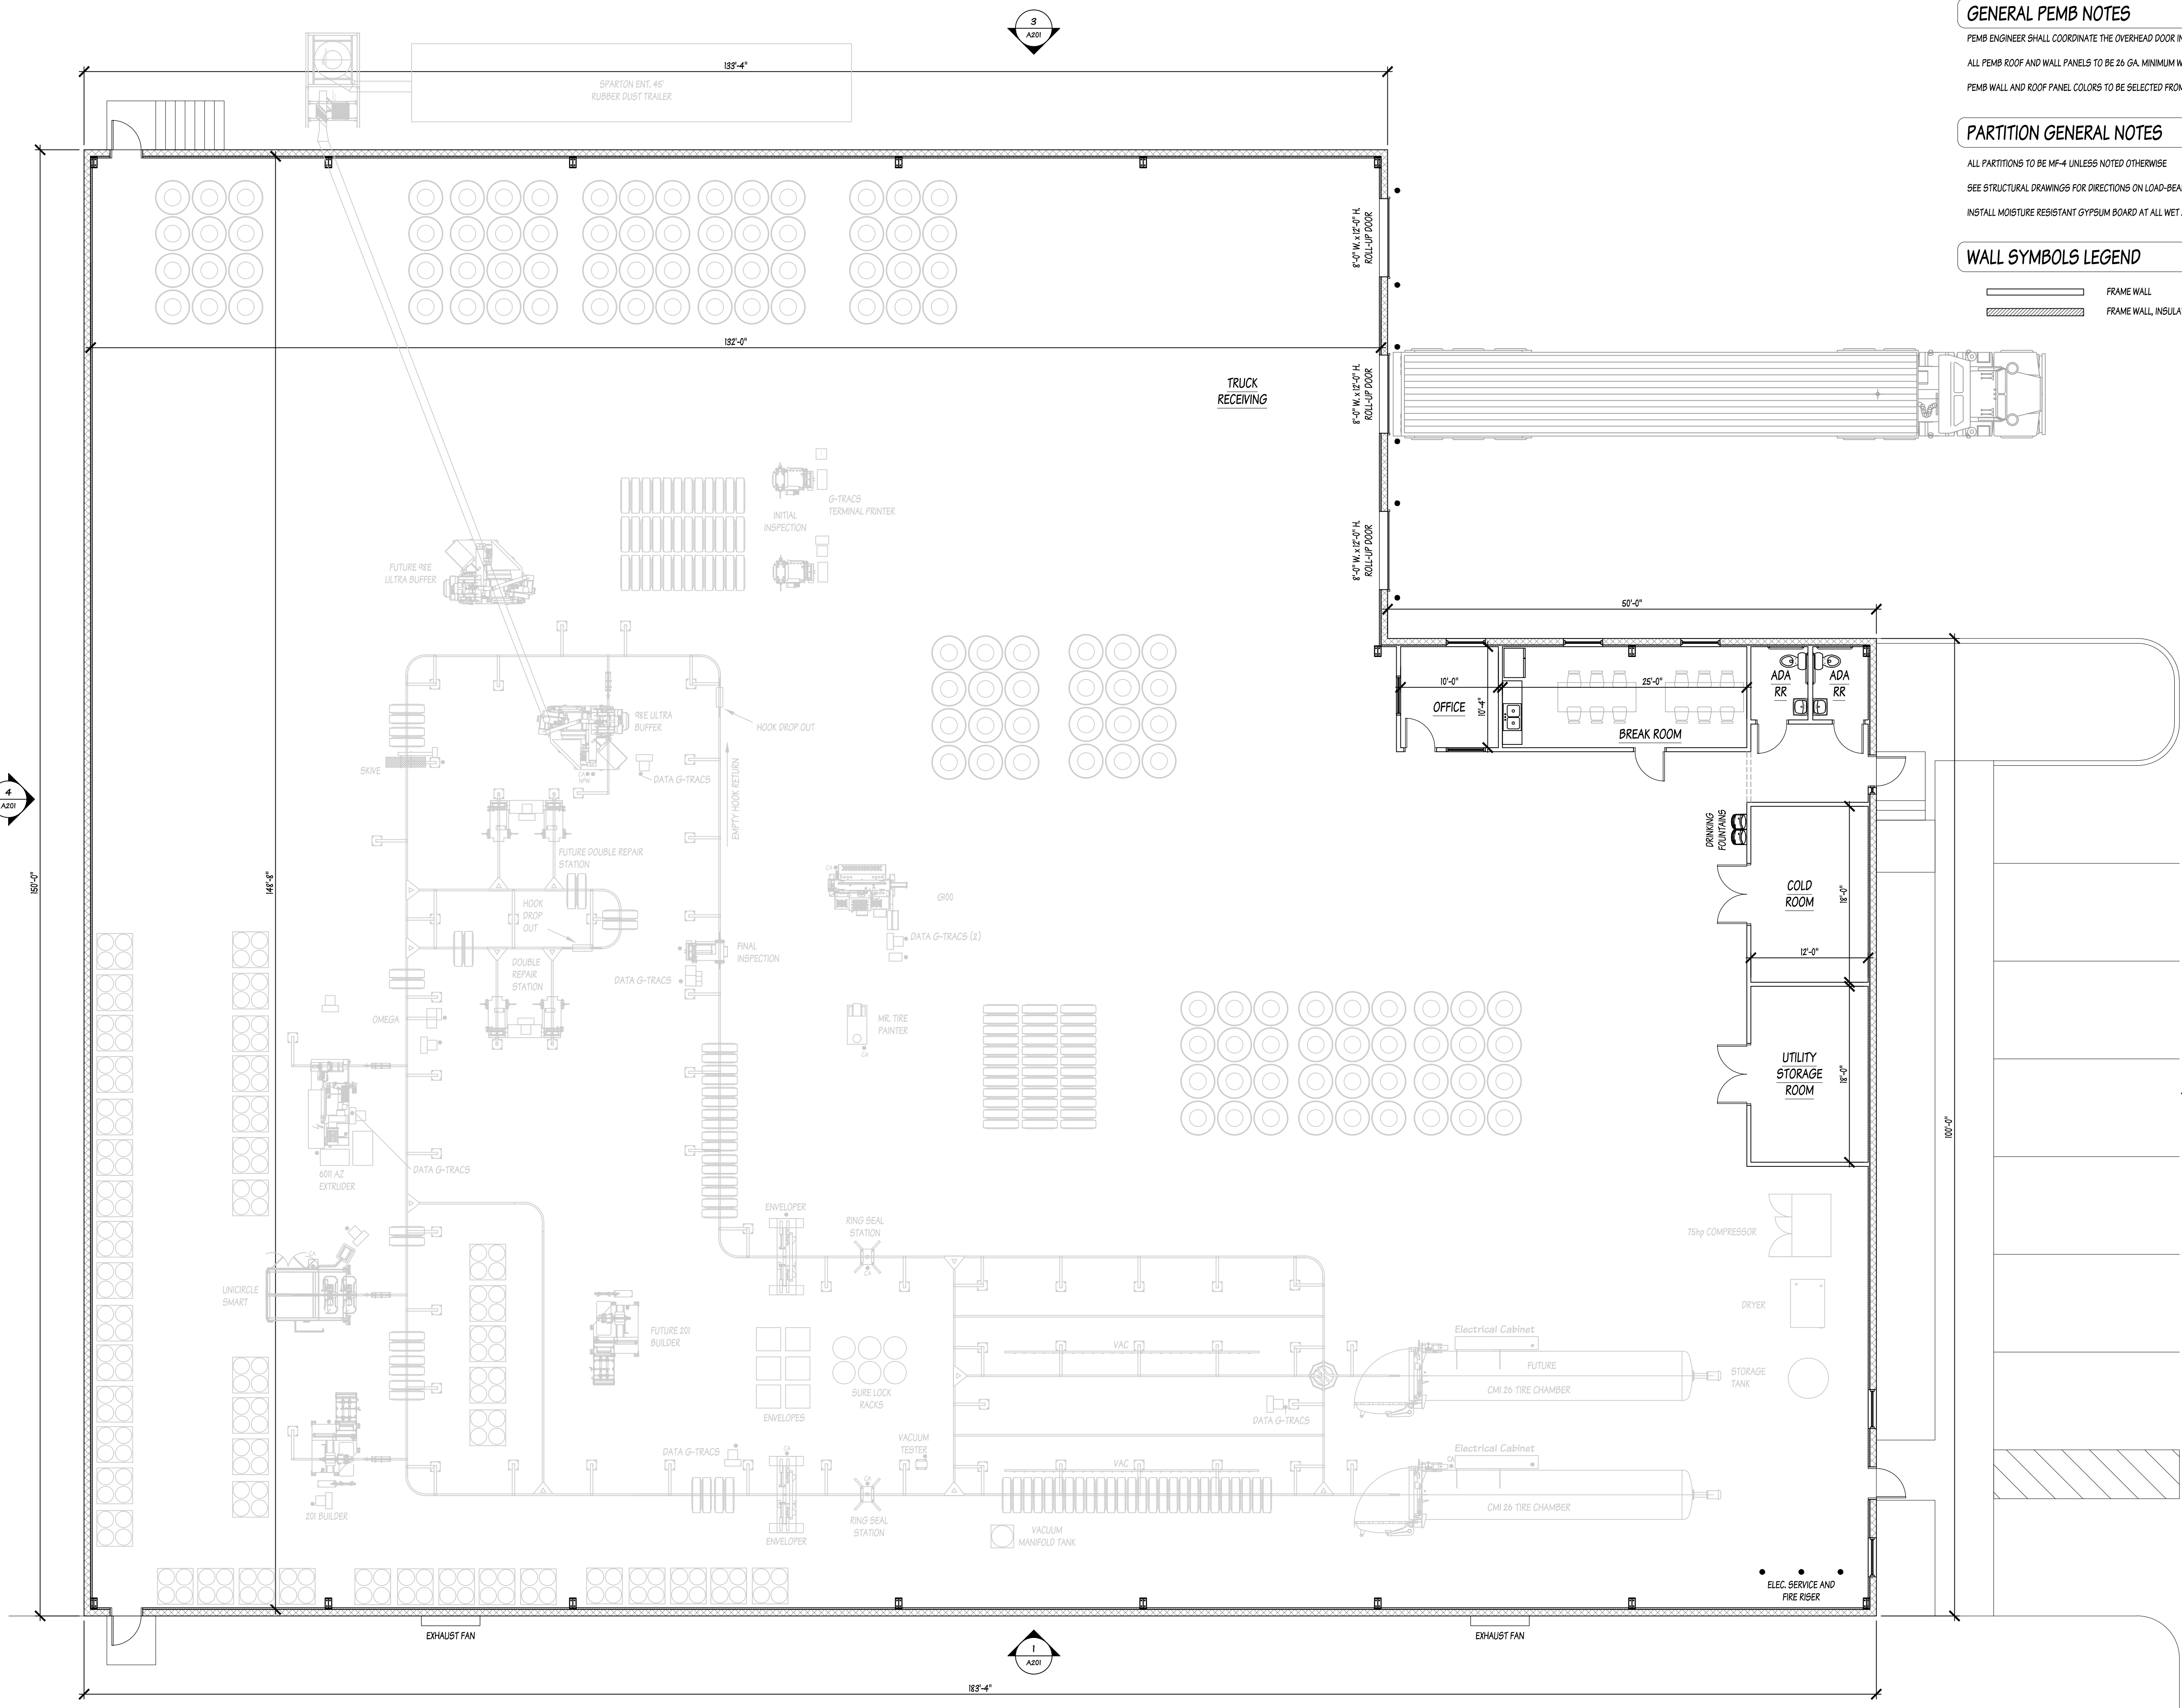 GENERAL PEMB NOTES
PEMB ENGINEER SHALL COORDINATE THE OVERHEAD DOOR
ALL PEMB ROOF AND WALL PANELS TO BE 26 GA. MINIMUM
PEMB WALL AND ROOF PANEL COLORS TO BE SELECTED FROM
PARTITION GENERAL NOTES
ALL PARTITIONS TO BE MF-4 UNLESS NOTED OTHERWISE
SEE STRUCTURAL DRAWINGS FOR DIRECTIONS ON LOAD-BEA
INSTALL MOISTURE RESISTANT GYPSUM BOARD AT ALL WET
WALL SYMBOLS LEGEND
FRAME WALL
FRAME WALL, INSULA
3
A201
133'-4"
SPARTON ENT. 45'
RUBBER DUST TRAILER
8'-0" W. x 12'-0" H.
ROLL-UP DOOR
132'-0"
TRUCK
RECEIVING
8'-0" W. x 12'-0" H.
ROLL-UP DOOR
G-TRACS
TERMINAL PRINTER
INITIAL
INSPECTION
8'-0" W. x 12'-0" H.
ROLL-UP DOOR
FUTURE 98E
ULTRA BUFFER
50'-0"
10'-0"
OFFICE
10'-4"
25'-0"
BREAK ROOM
ADA
RR
ADA
RR
98E ULTRA
BUFFER
HOOK DROP OUT
SKIVE
CA
NPW
DATA G-TRACS
EMPTY HOOK RETURN
4
A201
150'-0"
148'-8"
DRINKING
FOUNTAINS
FUTURE DOUBLE REPAIR
STATION
CA
G100
COLD
ROOM
18'-0"
HOOK
DROP
OUT
DATA G-TRACS (2)
FINAL
INSPECTION
12'-0"
DOUBLE
REPAIR
STATION
DATA G-TRACS
OMEGA
MR. TIRE
PAINTER
CA
UTILITY
STORAGE
ROOM
18'-0"
100'-0"
DATA G-TRACS
6011 AZ
EXTRUDER
ENVELOPER
RING SEAL
STATION
CA
75hp COMPRESSOR
CA
UNICIRCLE
SMART
DRYER
FUTURE 201
BUILDER
Electrical Cabinet
VAC
FUTURE
CMI 26 TIRE CHAMBER
STORAGE
TANK
SURE LOCK
RACKS
ENVELOPES
DATA G-TRACS
VACUUM
TESTER
DATA G-TRACS
CA
Electrical Cabinet
CA
VAC
CA
CMI 26 TIRE CHAMBER
201 BUILDER
RING SEAL
STATION
ENVELOPER
VACUUM
MANIFOLD TANK
ELEC. SERVICE AND
FIRE RISER
EXHAUST FAN
EXHAUST FAN
1
A201
183'-4"